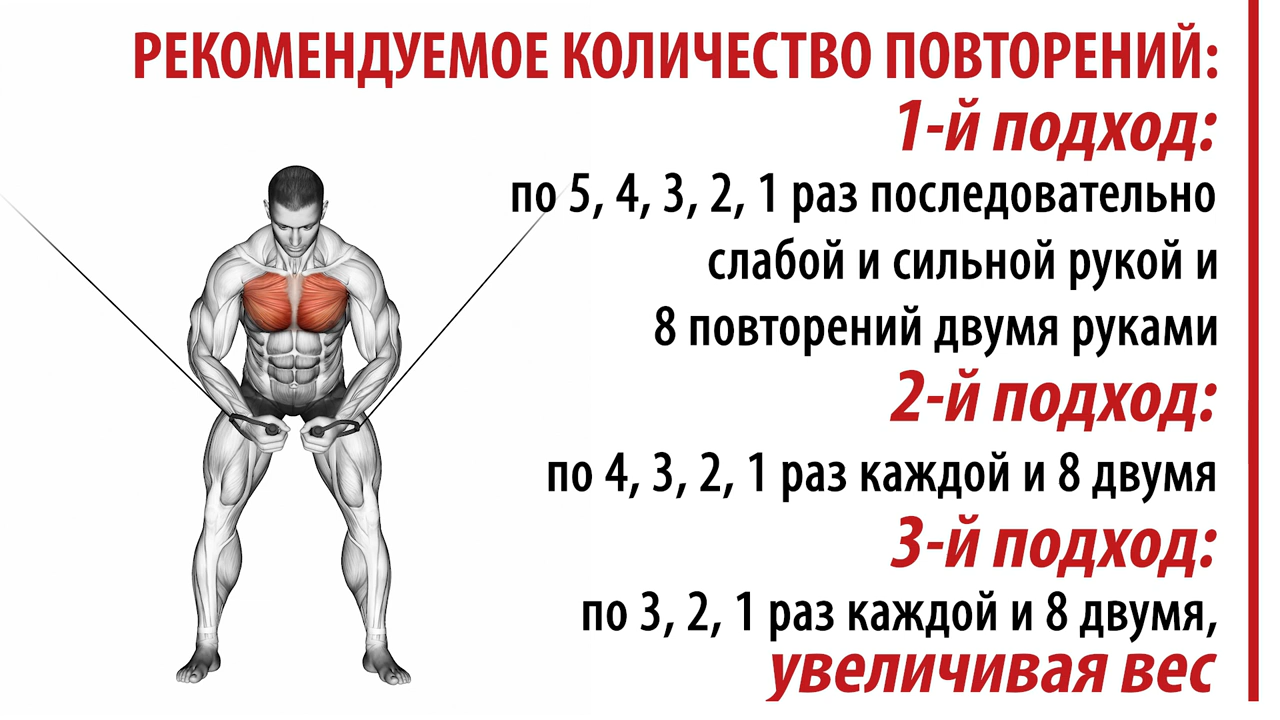 РЕКОМЕНДУЕМОЕ КОЛИЧЕСТВО ПОВТОРЕНИЙ:
1-й подход:
по 5, 4, 3, 2, 1 раз последовательно
слабой и сильной рукой и
8 повторений двумя руками
2-й подход:
по 4, 3, 2, 1 раз каждой и 8 двумя
3-й подход:
по 3, 2, 1 раз каждой и 8 двумя,
увеличивая вес